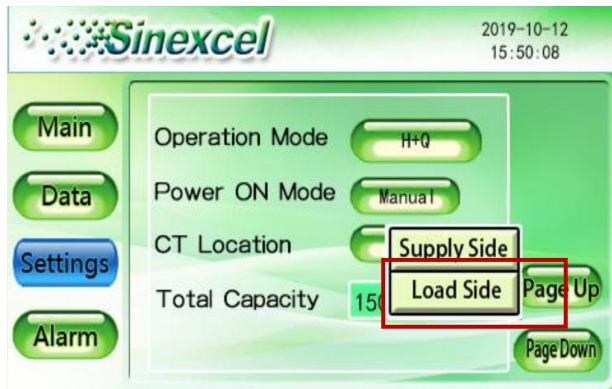 Sinexcel
2019-10-12
15:50:08
Main
Data
Settings
Alarm
Operation Mode H+Q
Power ON Mode Manual
CT Location
Supply Side
Load Side
Total Capacity 150
Page Up
Page Down